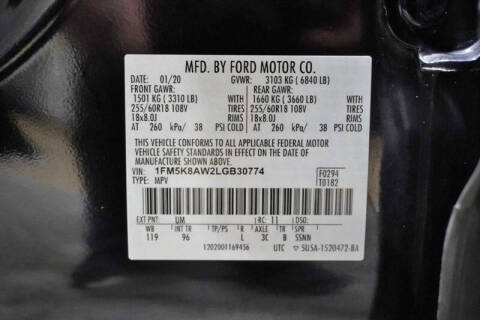 MFD. BY FORD MOTOR CO.
DATE: 01/20 GVWR: 3103 KG ( 6840 LB)
FRONT GAWR: REAR GAWR:
1501 KG ( 3310 LB) WITH 1660 KG ( 3660 LB) WITH
255/60R18 108V TIRES 255/60R18 108V TIRES
18x8.0J RIMS 18x8.0J RIMS
AT 260 kPa/ 38 PSI COLD AT 260 kPa/ 38 PSI COLD
THIS VEHICLE CONFORMS TO ALL APPLICABLE FEDERAL MOTOR
VEHICLE SAFETY STANDARDS IN EFFECT ON THE DATE OF
MANUFACTURE SHOWN ABOVE.
VIN: 1FM5K8AW2LGB30774 F0294
TYPE: MPV T0182
EXT PNT: UM RC: 11 DSO:
WB INT TR TP/PS R AXLE TR SPR
119 96 L 3C B SSNN
1202001169456 UTC 5U5A-1520472-BA